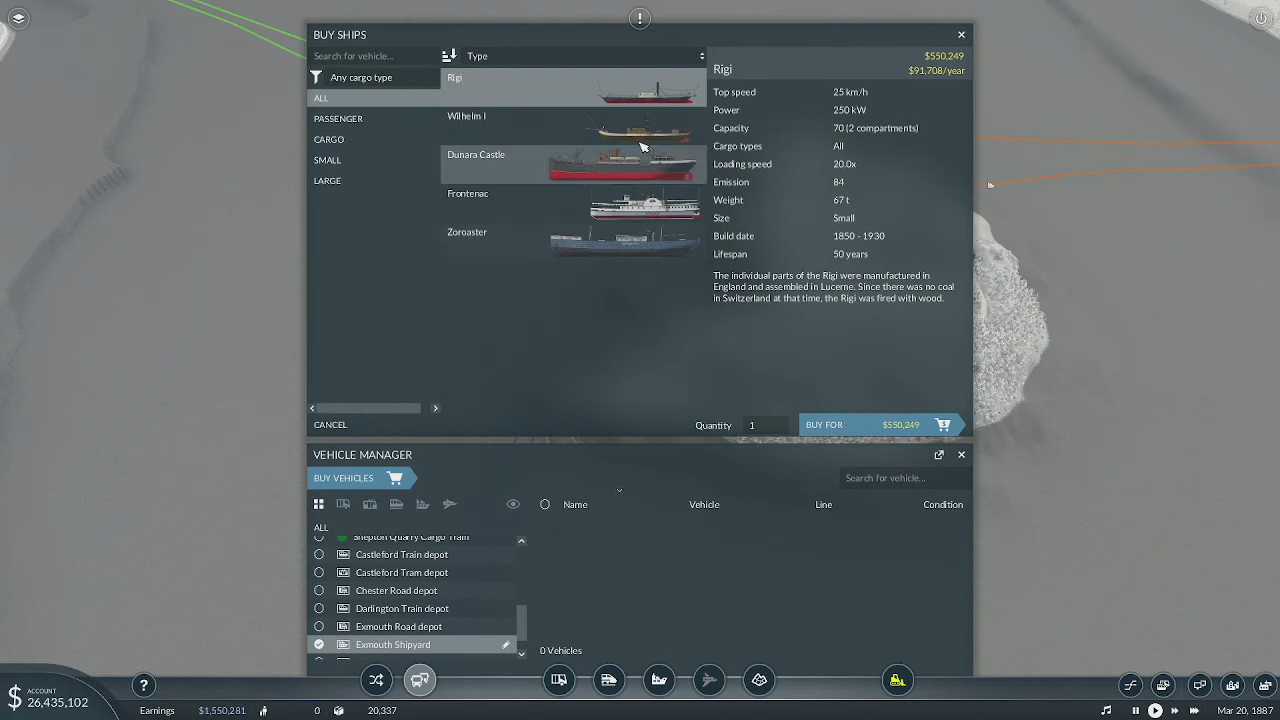 BUY SHIPS
Search for vehicle...
Type
Any cargo type
ALL
PASSENGER
CARGO
SMALL
LARGE
Rigi
Wilhelm I
Dunara Castle
Frontenac
Zoroaster
$550,249
Rigi
$91,708/year
Top speed 25 km/h
Power 250 kW
Capacity 70 (2 compartments)
Cargo types All
Loading speed 20.0x
Emission 84
Weight 67 t
Size Small
Build date 1850 - 1930
Lifespan 50 years
The individual parts of the Rigi were manufactured in
England and assembled in Lucerne. Since there was no coal
in Switzerland at that time, the Rigi was fired with wood.
CANCEL
Quantity 1
BUY FOR $550,249
VEHICLE MANAGER
BUY VEHICLES
Search for vehicle...
Name Vehicle Line Condition
ALL
Shepton Quarry Cargo Train
Castleford Train depot
Castleford Tram depot
Chester Road depot
Darlington Train depot
Exmouth Road depot
Exmouth Shipyard
0 Vehicles
$ ACCOUNT
26,435,102
?
Earnings $1,550,281 0 20,337
Mar 20, 1887